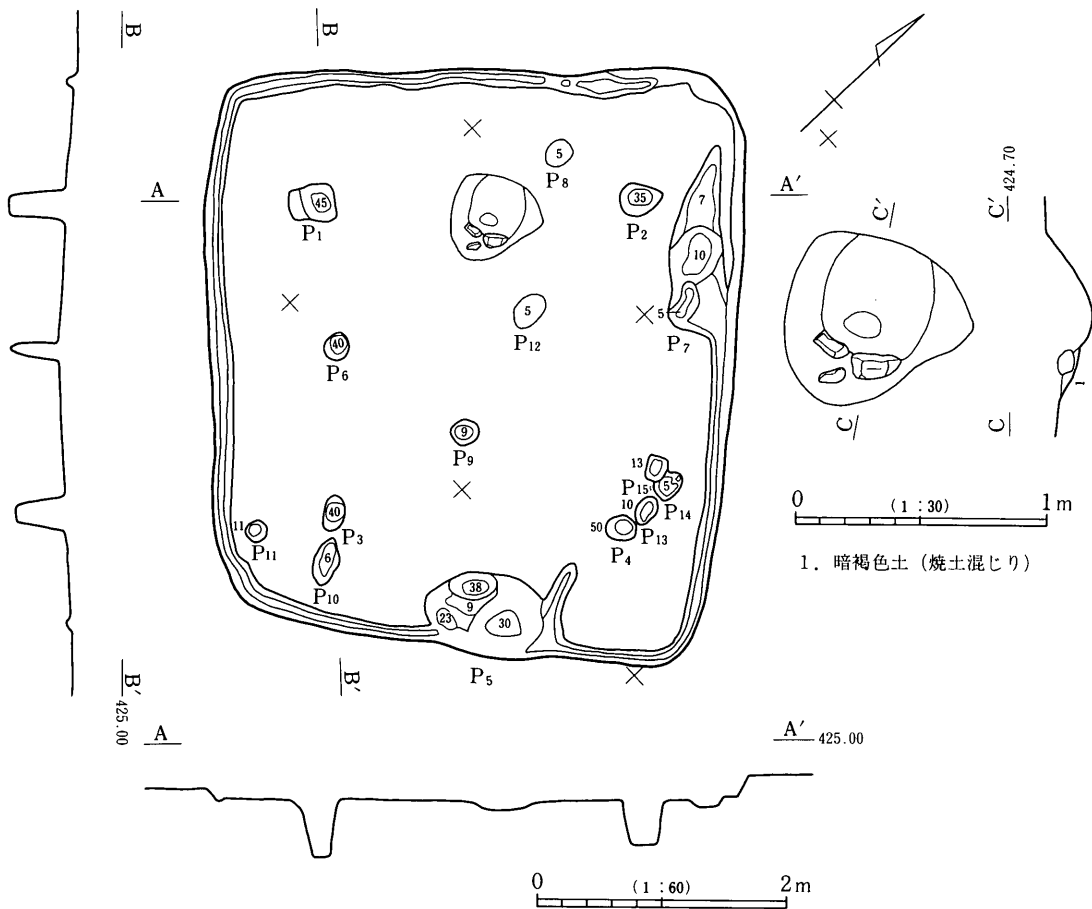 B
B
A
A′
424.70
5
P₈
45
P₁
35
P₂
7
10
5
P₇
C′
C′
5
P₁₂
40
P₆
9
P₉
C
C
1
13
P₁₅
5
P₁₄
10
P₁₃
50
P₄
11
P₁₁
40
P₃
6
P₁₀
38
9
23
30
P₅
0 (1:30) 1m
1. 暗褐色土（焼土混じり）
B′
425.00
B′
A
A′ 425.00
0 (1:60) 2m